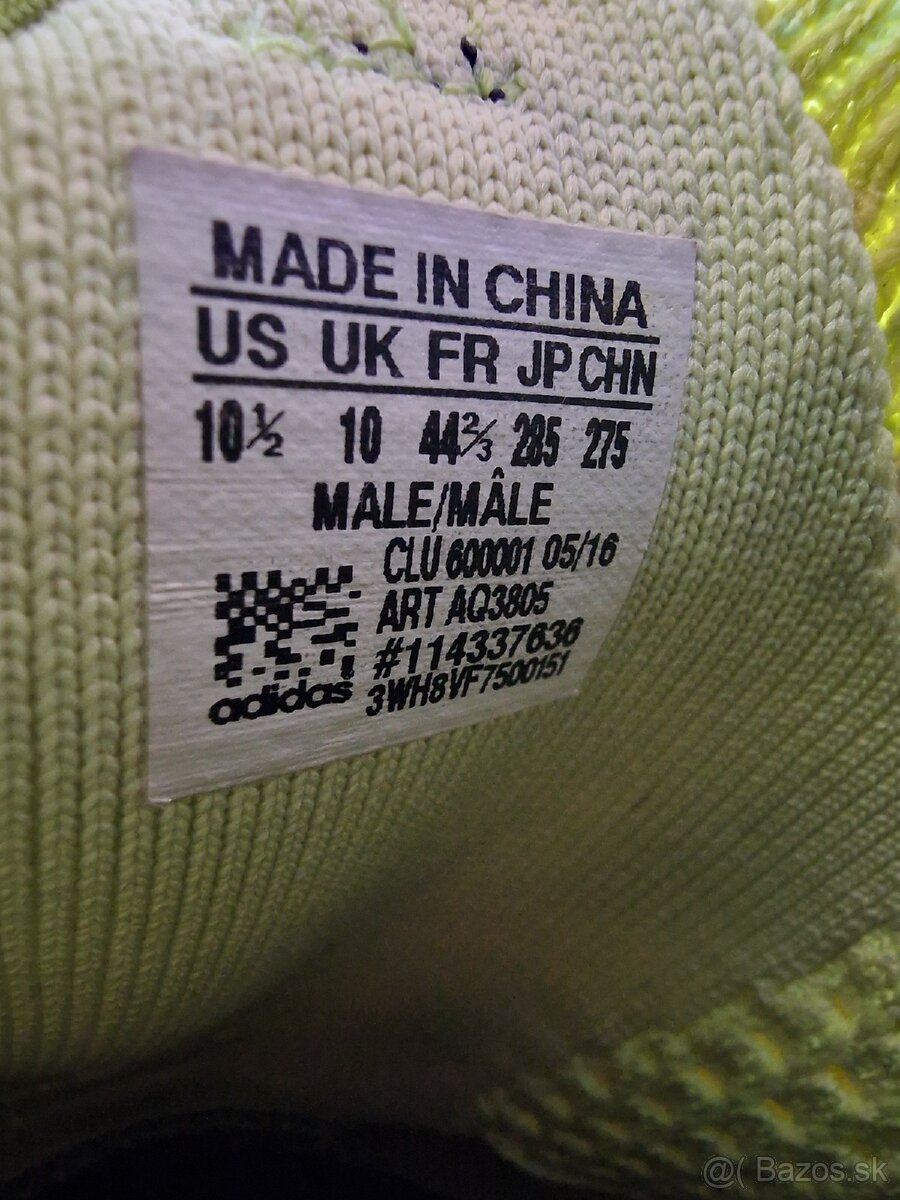 MADE IN CHINA
US UK FR JP CHN
10½ 10 44⅔ 285 275
MALE/MÂLE
CLU 600001 05/16
ART AQ3805
#114337636
3WH8VF7500151
adidas
@( Bazos.sk